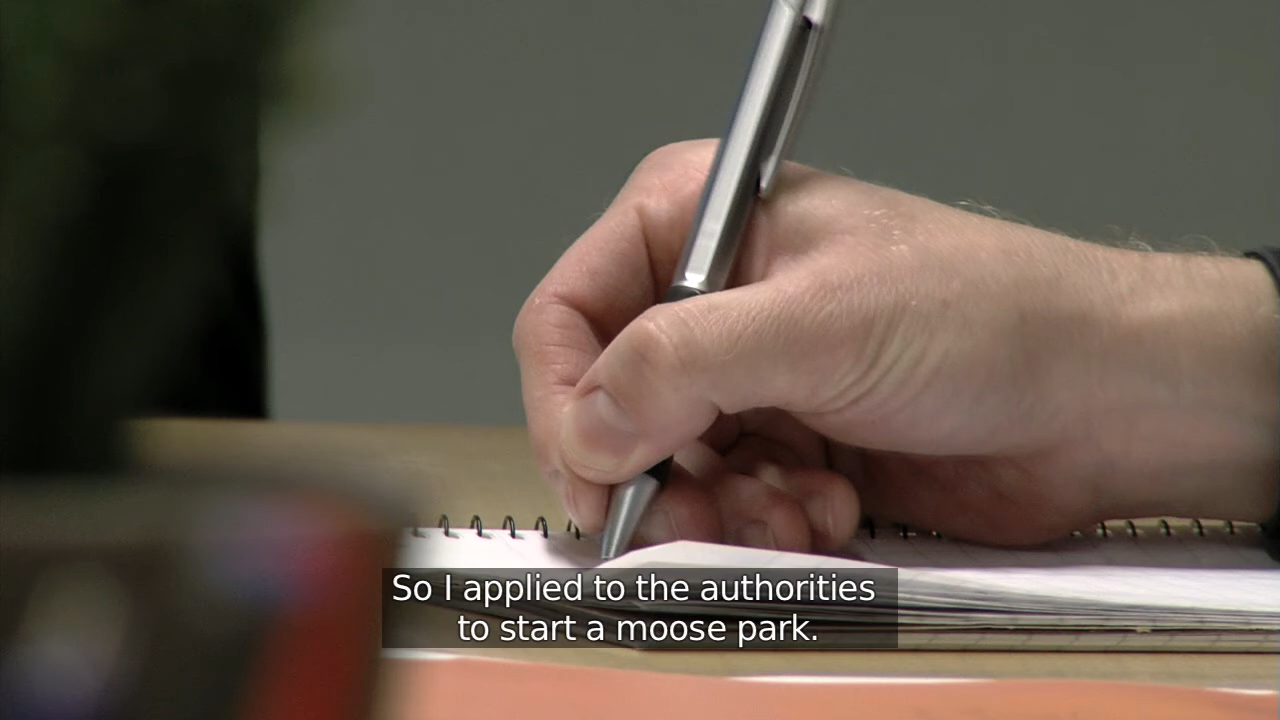 So I applied to the authorities
to start a moose park.